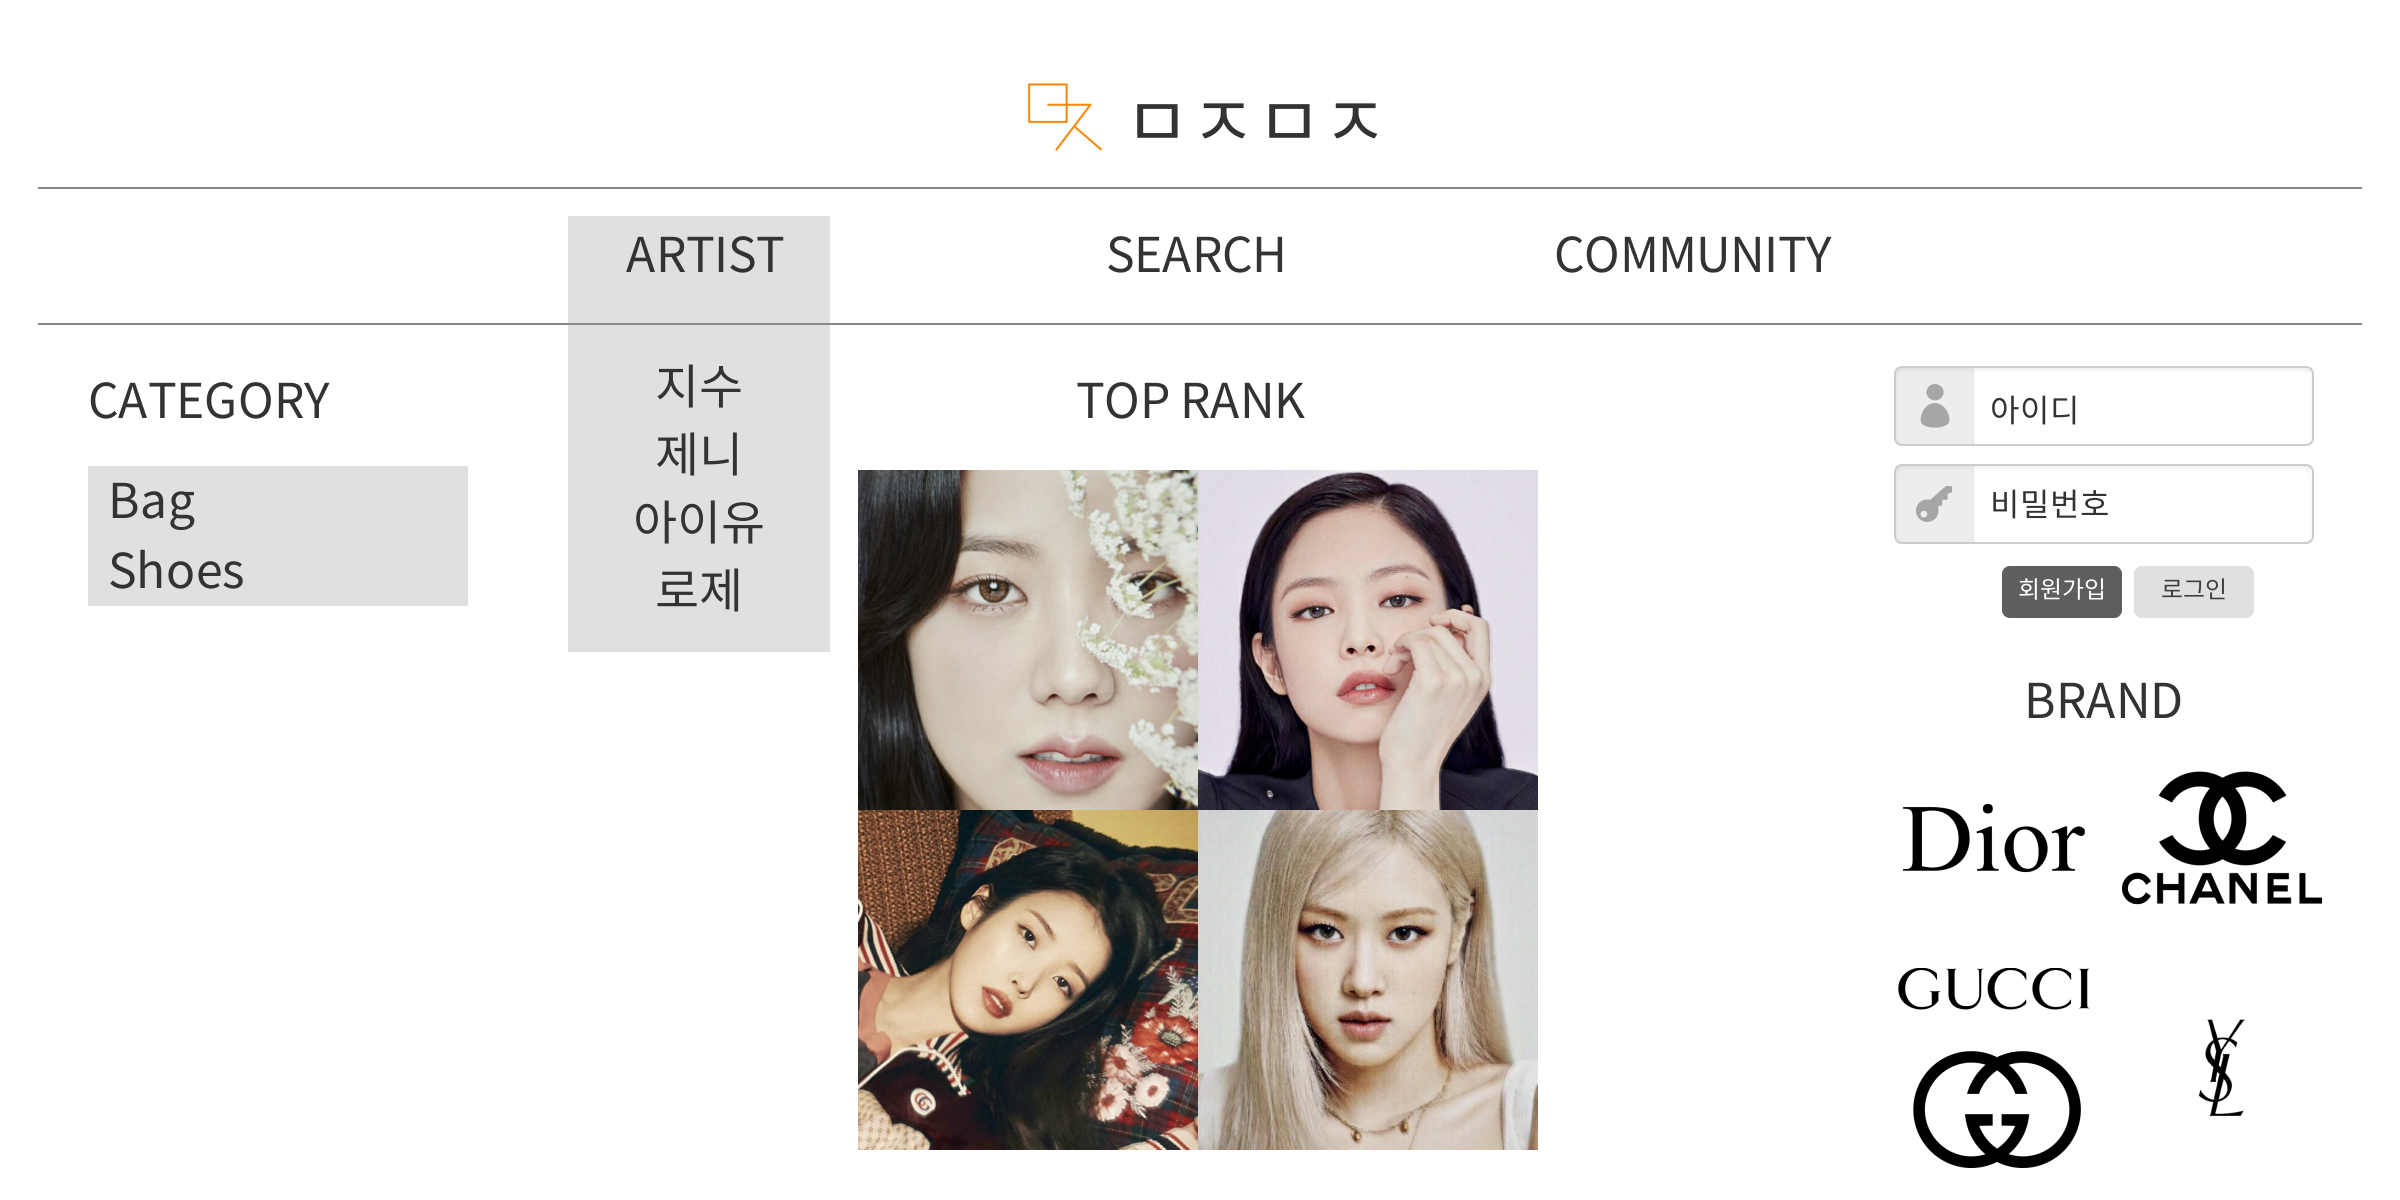 ㅁㅈㅁㅈ
ARTIST
SEARCH
COMMUNITY
CATEGORY
Bag
Shoes
지수
제니
아이유
로제
TOP RANK
아이디
비밀번호
회원가입
로그인
BRAND
Dior
CHANEL
GUCCI
YSL